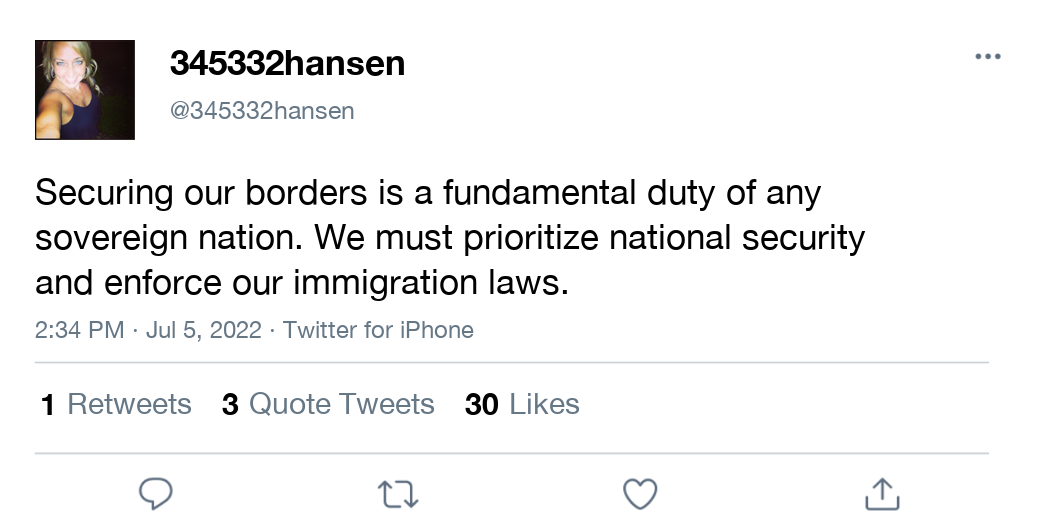 345332hansen
@345332hansen
Securing our borders is a fundamental duty of any
sovereign nation. We must prioritize national security
and enforce our immigration laws.
2:34 PM · Jul 5, 2022 · Twitter for iPhone
1 Retweets 3 Quote Tweets 30 Likes